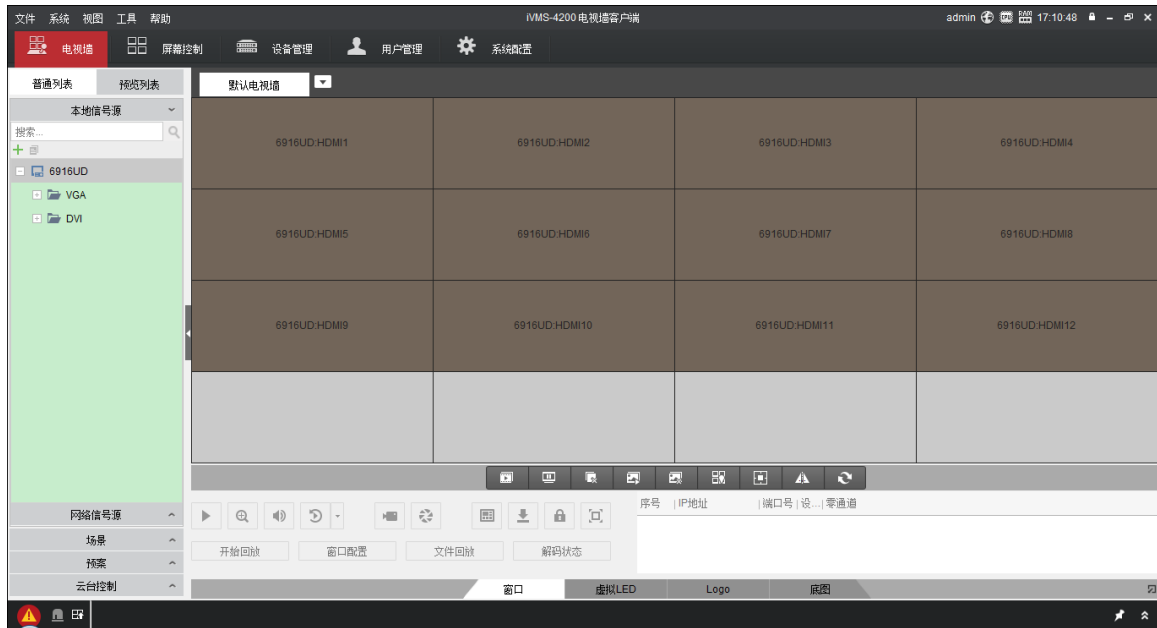 文件 系统 视图 工具 帮助 iVMS-4200 电视墙客户端 admin CPU RAM 17:10:48
电视墙 屏幕控制 设备管理 用户管理 系统配置
普通列表 预览列表 默认电视墙
本地信号源
搜索...
6916UD
VGA
DVI
6916UD:HDMI1 6916UD:HDMI2 6916UD:HDMI3 6916UD:HDMI4
6916UD:HDMI5 6916UD:HDMI6 6916UD:HDMI7 6916UD:HDMI8
6916UD:HDMI9 6916UD:HDMI10 6916UD:HDMI11 6916UD:HDMI12
序号 |IP地址 |端口号|设...|零通道
网络信号源
场景
预案
云台控制
开始回放 窗口配置 文件回放 解码状态
窗口 虚拟LED Logo 底图